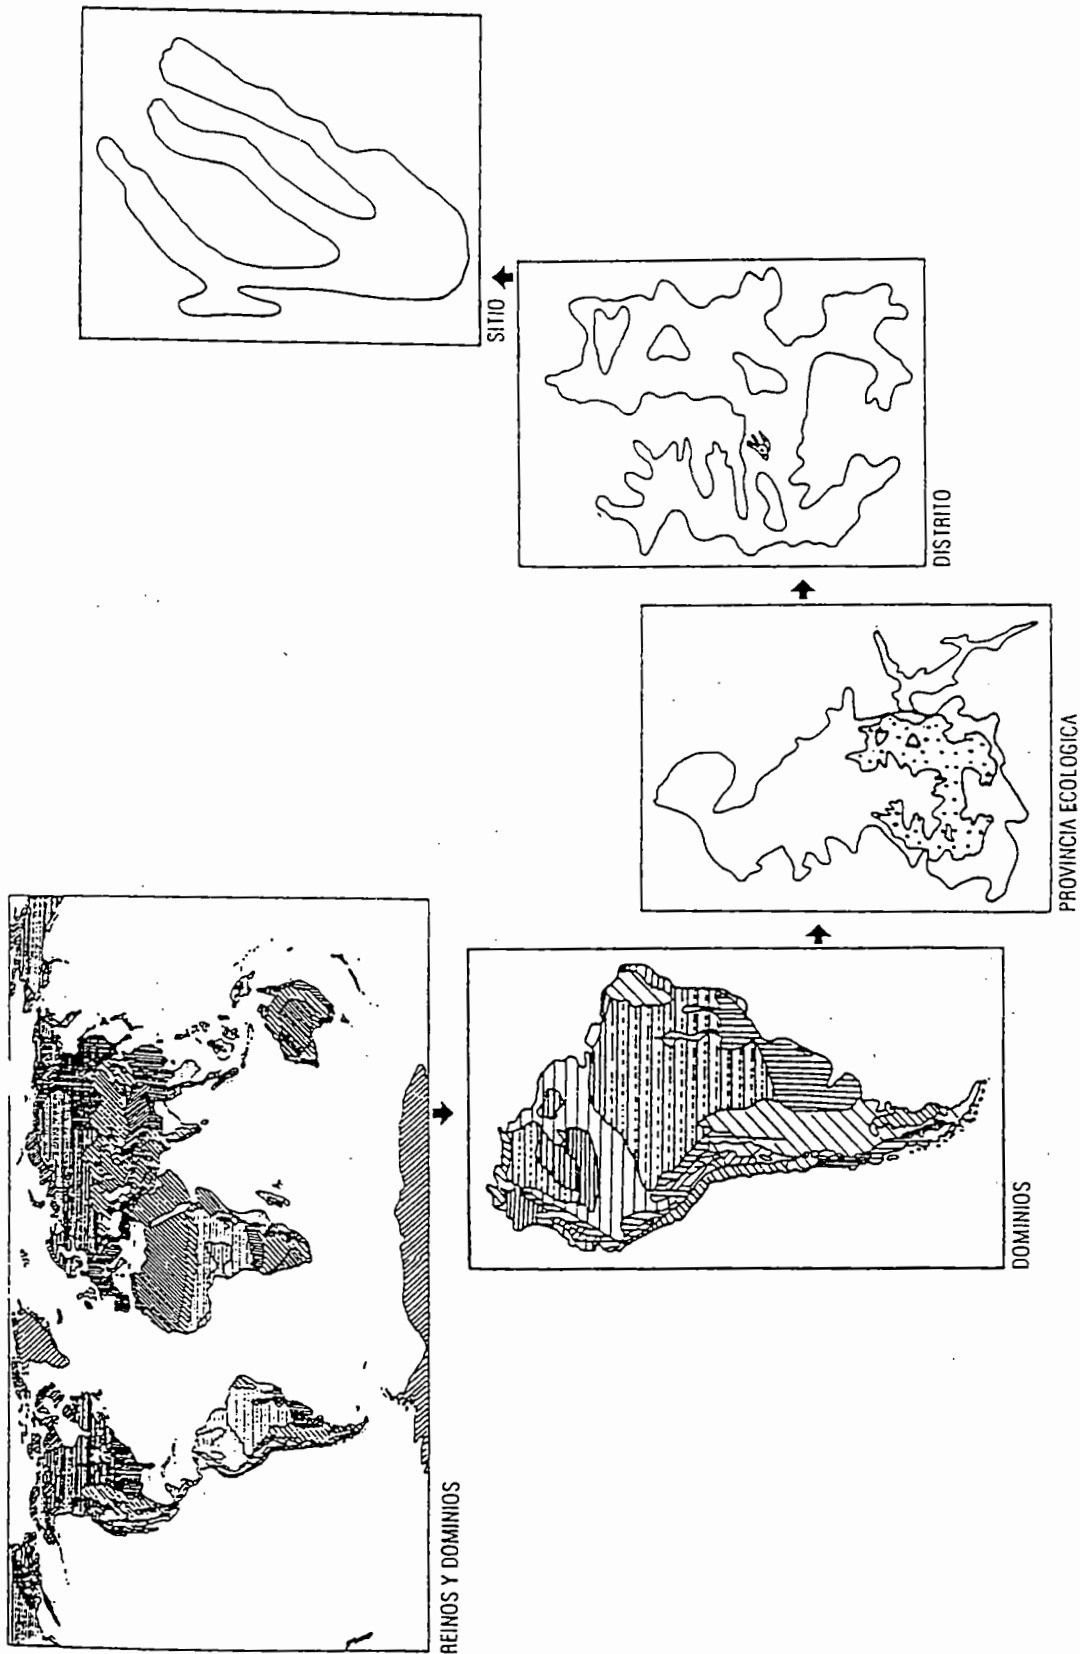 REINOS Y DOMINIOS
DOMINIOS
PROVINCIA ECOLOGICA
DISTRITO
SITIO